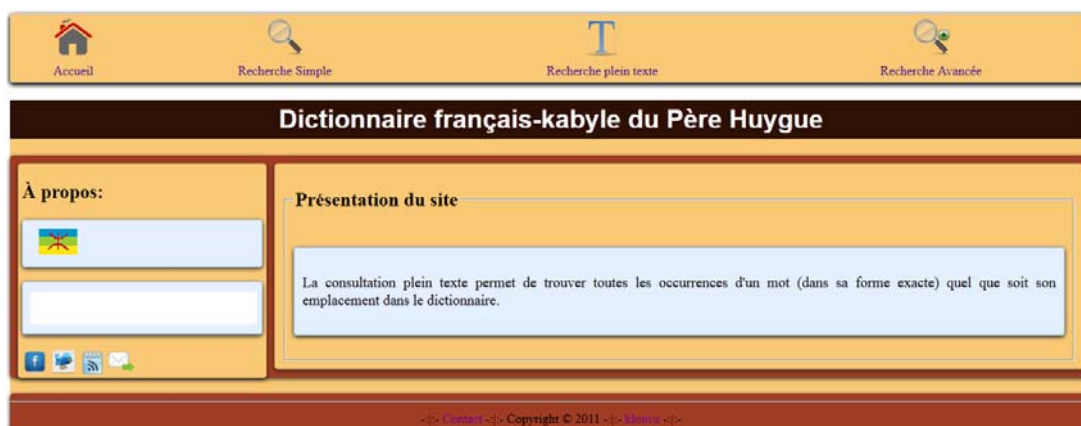 Accueil
Recherche Simple
Recherche plein texte
Recherche Avancée
Dictionnaire français-kabyle du Père Huygue
À propos:
Présentation du site
La consultation plein texte permet de trouver toutes les occurrences d'un mot (dans sa forme exacte) quel que soit son
emplacement dans le dictionnaire.
-:|:- Contact -:|:- Copyright © 2011 -:|:- -:|:-